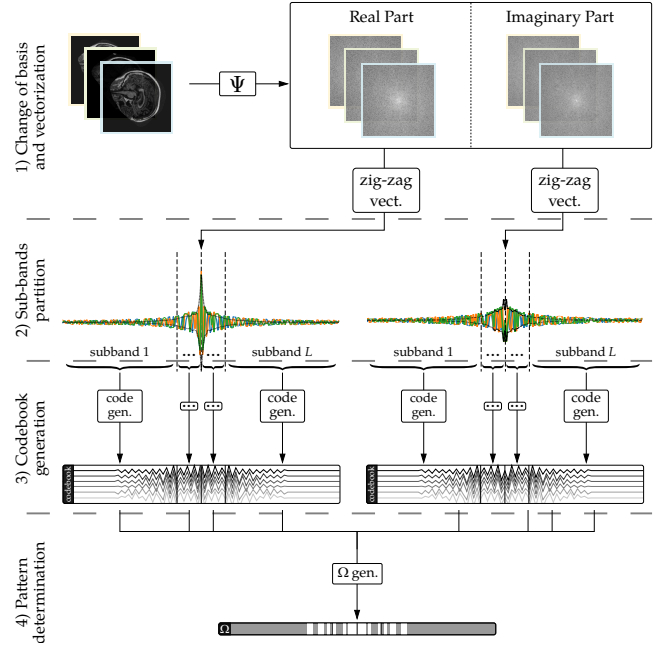 1) Change of basis
and vectorization
Ψ
Real Part
Imaginary Part
zig-zag
vect.
zig-zag
vect.
2) Sub-bands
partition
subband 1
...
...
subband L
subband 1
...
...
subband L
3) Codebook
generation
code
gen.
...
...
code
gen.
code
gen.
...
...
code
gen.
codebook
codebook
4) Pattern
determination
Ω gen.
Ω